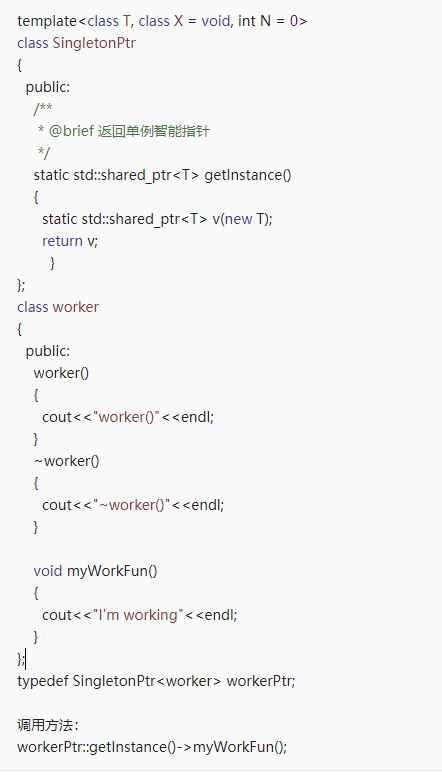 template<class T, class X = void, int N = 0>
class SingletonPtr
{
  public:
    /**
     * @brief 返回单例智能指针
     */
    static std::shared_ptr<T> getInstance()
    {
      static std::shared_ptr<T> v(new T);
      return v;
        }
};
class worker
{
  public:
    worker()
    {
      cout<<"worker()"<<endl;
    }
    ~worker()
    {
      cout<<"~worker()"<<endl;
    }

    void myWorkFun()
    {
      cout<<"I'm working"<<endl;
    }
};
typedef SingletonPtr<worker> workerPtr;

调用方法：
workerPtr::getInstance()->myWorkFun();